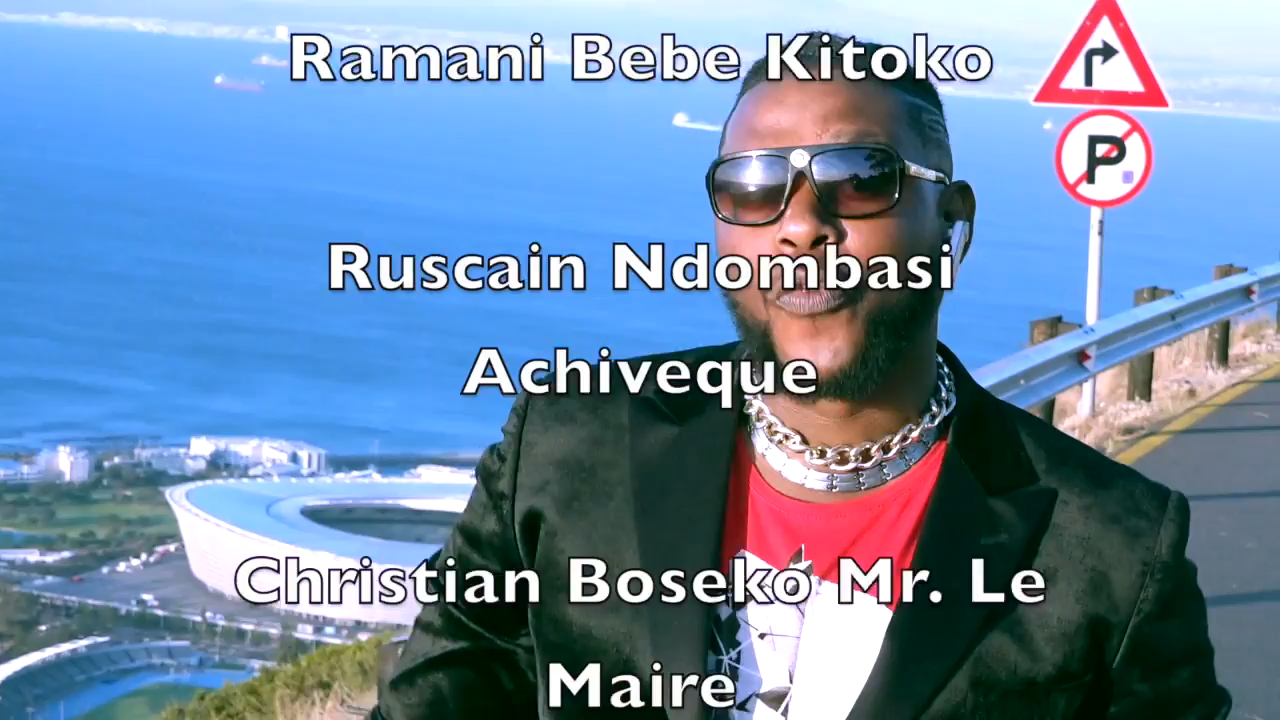 Ramani Bebe Kitoko
P
Ruscain Ndombasi
Achiveque
Christian Boseko Mr. Le
Maire